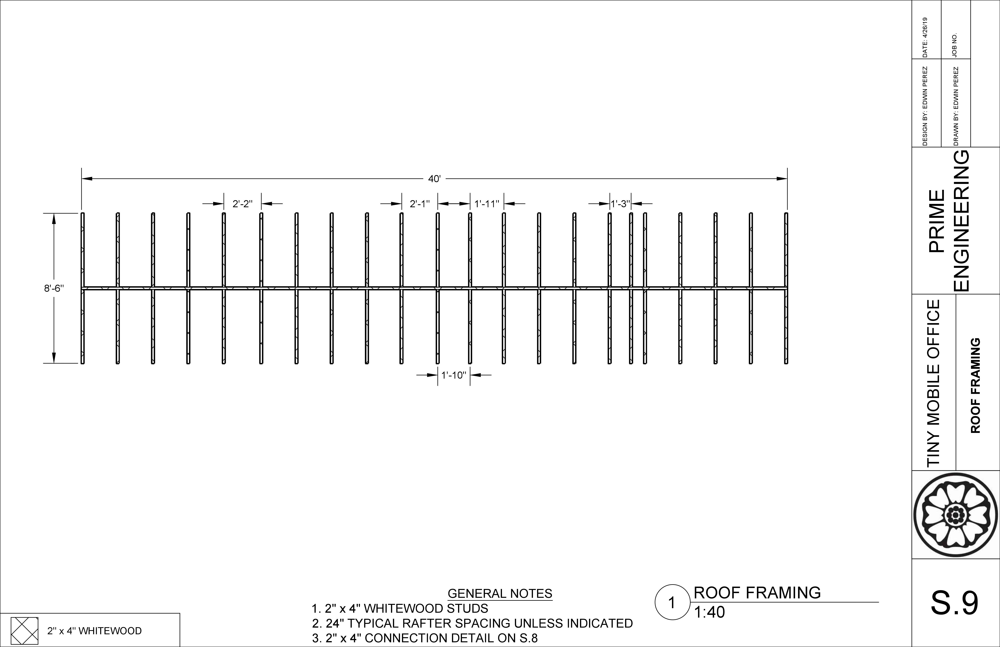 40'
2'-2"
2'-1"
1'-11"
1'-3"
8'-6"
1'-10"
GENERAL NOTES
1. 2" x 4" WHITEWOOD STUDS
2. 24" TYPICAL RAFTER SPACING UNLESS INDICATED
3. 2" x 4" CONNECTION DETAIL ON S.8
2" x 4" WHITEWOOD
1
ROOF FRAMING
1:40
DATE: 4/26/19
JOB NO.
DESIGN BY: EDWIN PEREZ
DRAWN BY: EDWIN PEREZ
PRIME
ENGINEERING
TINY MOBILE OFFICE
ROOF FRAMING
S.9